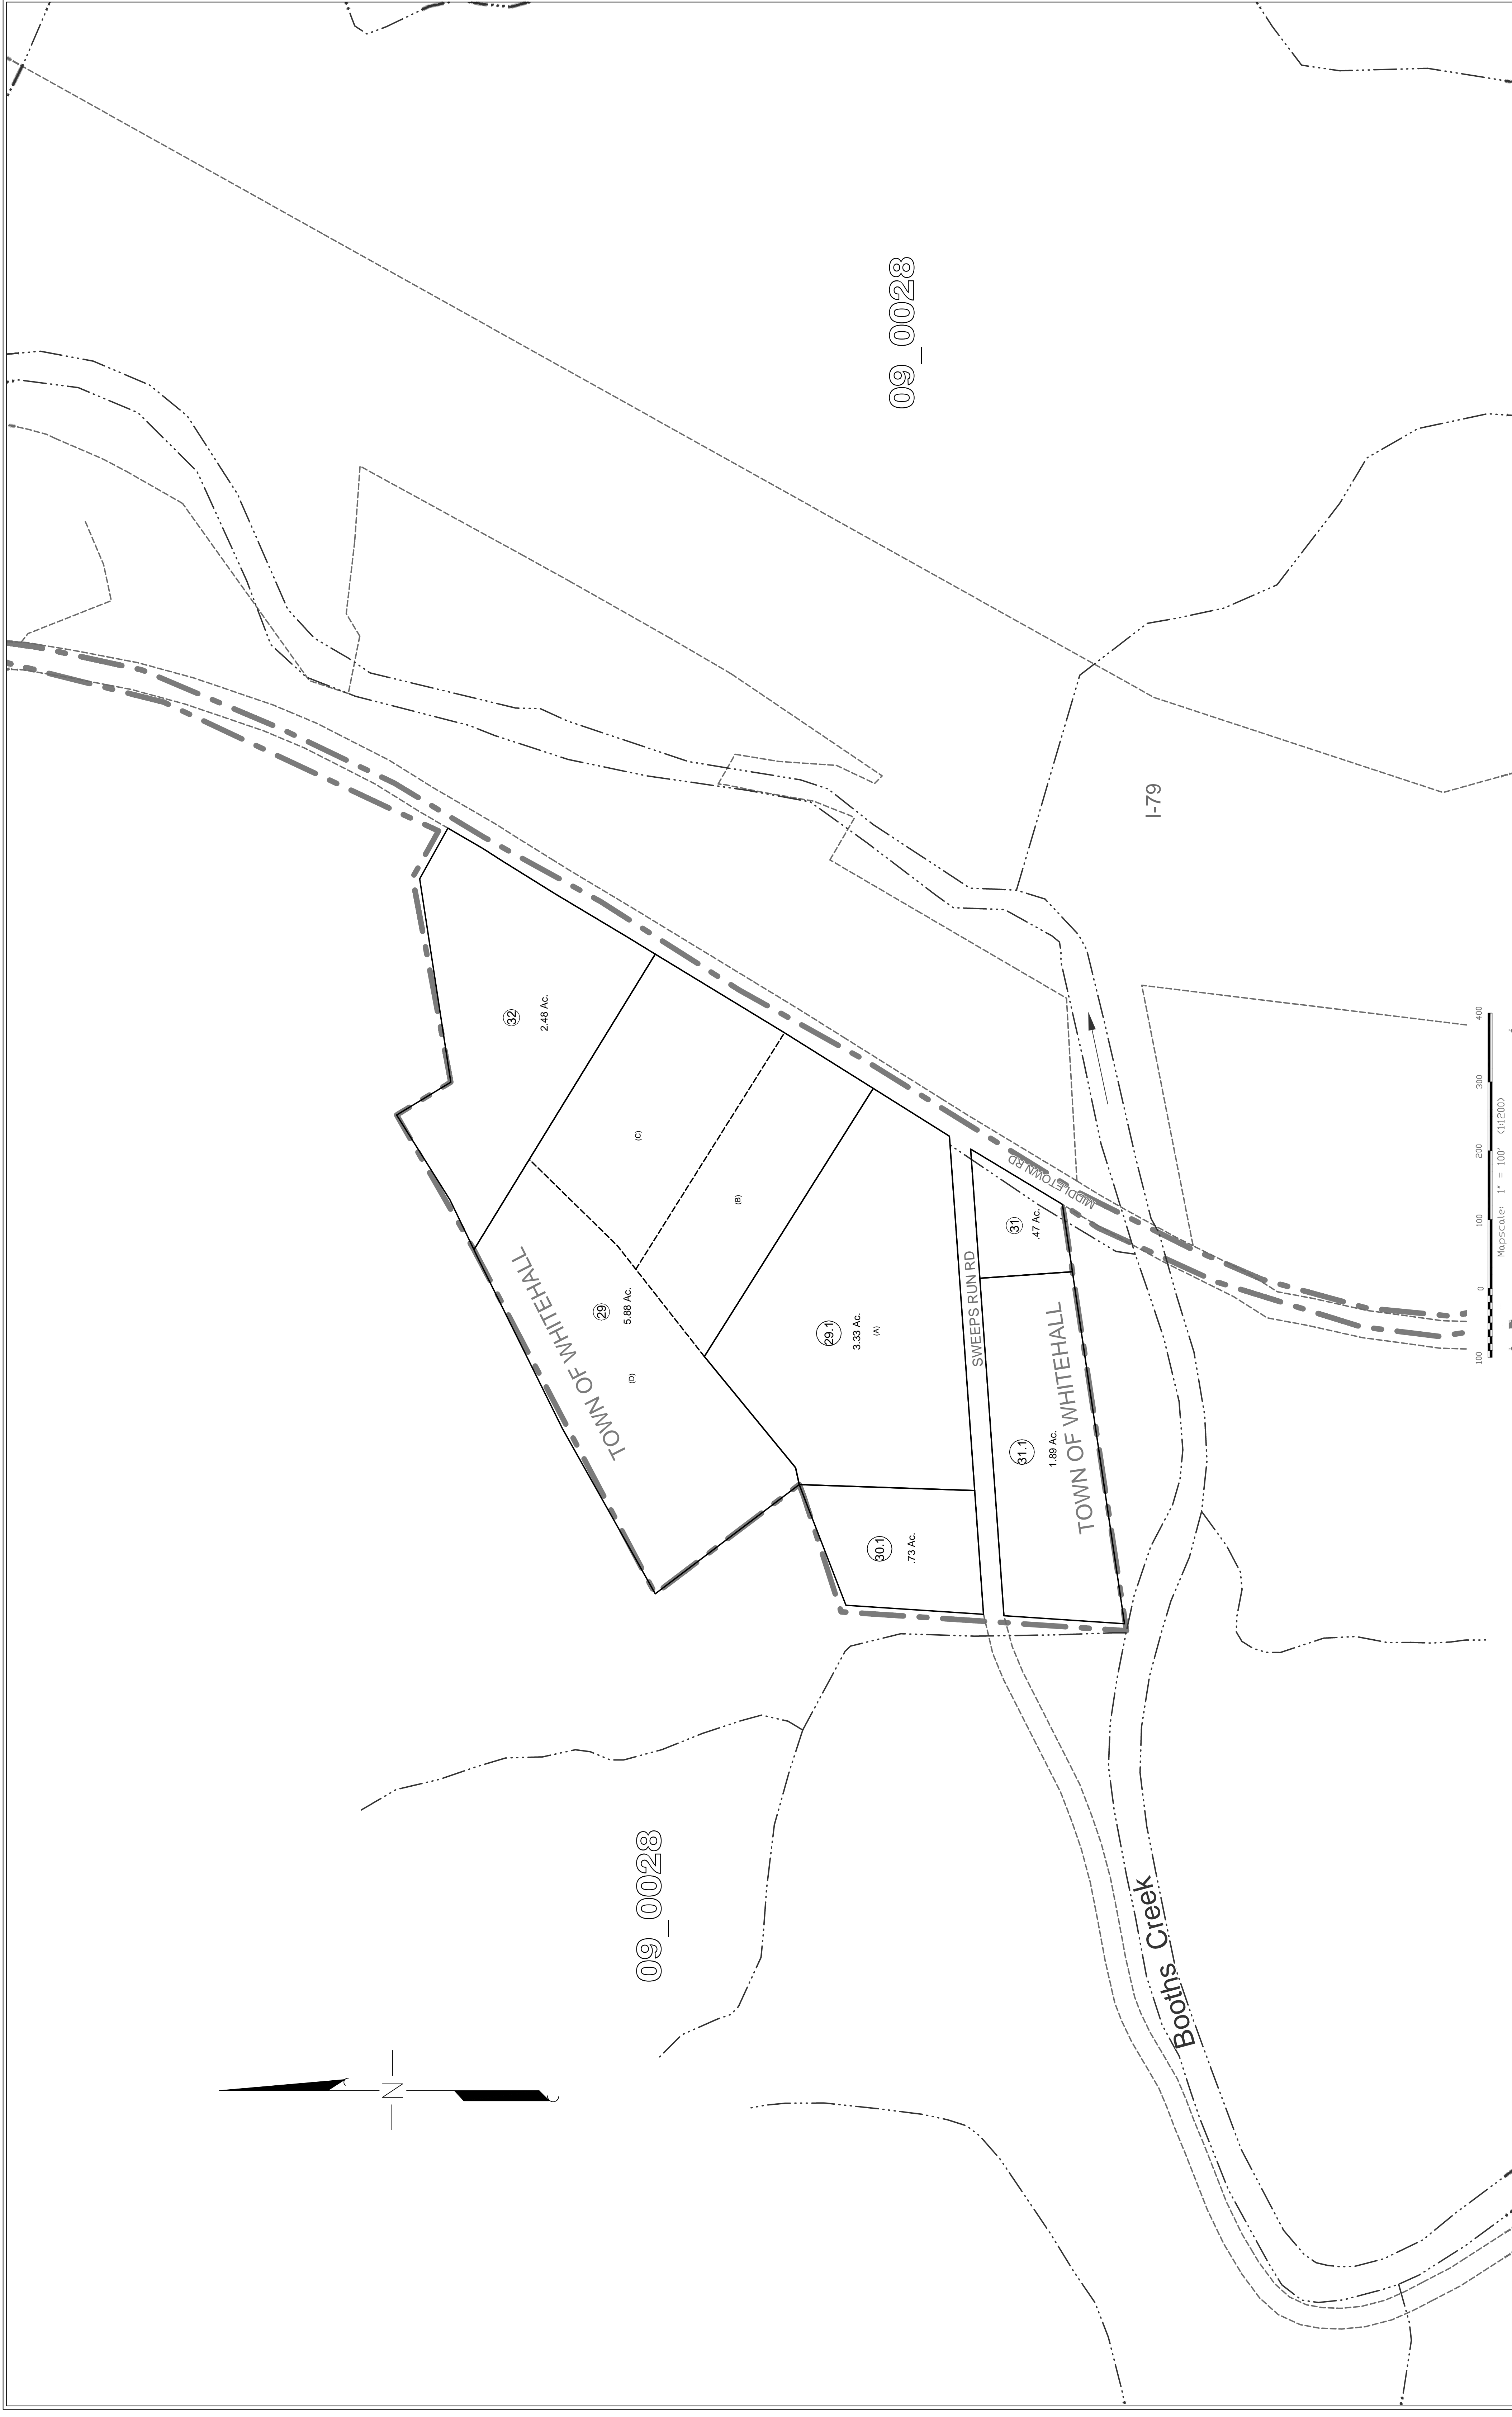 09_0028
I-79
32
2.48 Ac.
(C)
(B)
29
5.88 Ac.
(D)
TOWN OF WHITEHALL
29.1
3.33 Ac.
(A)
MIDDLETOWN RD
31
.47 Ac.
SWEEPS RUN RD
31.1
1.89 Ac.
TOWN OF WHITEHALL
30.1
.73 Ac.
09_0028
Booths Creek
N
100 0 100 200 300 400
Mapscale: 1" = 100' (1:1200)